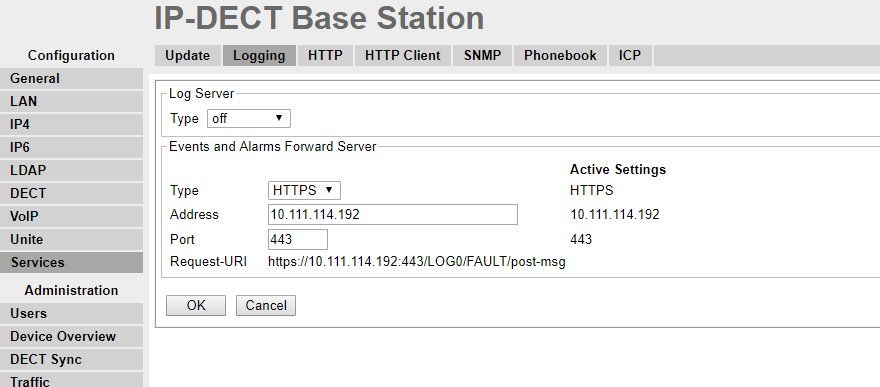 IP-DECT Base Station
Configuration
General
LAN
IP4
IP6
LDAP
DECT
VoIP
Unite
Services
Administration
Users
Device Overview
DECT Sync
Traffic
Update Logging HTTP HTTP Client SNMP Phonebook ICP
Log Server
Type off
Events and Alarms Forward Server
Active Settings
Type HTTPS HTTPS
Address 10.111.114.192 10.111.114.192
Port 443 443
Request-URI https://10.111.114.192:443/LOG0/FAULT/post-msg
OK Cancel